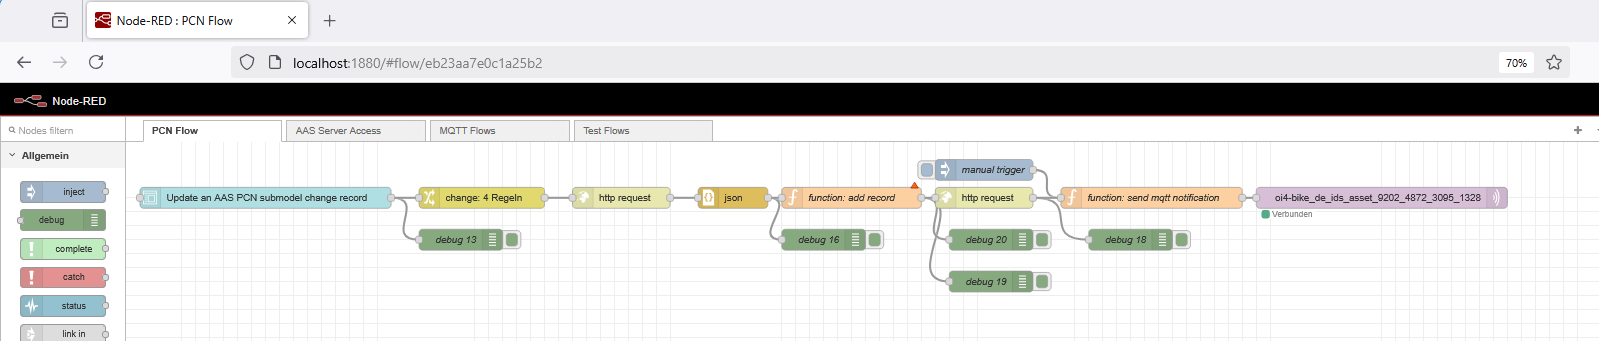 Node-RED : PCN Flow
localhost:1880/#flow/eb23aa7e0c1a25b2
70%
Node-RED
Nodes filtern
PCN Flow
AAS Server Access
MQTT Flows
Test Flows
Allgemein
inject
debug
complete
catch
status
link in
manual trigger
Update an AAS PCN submodel change record
change: 4 Regeln
http request
json
function: add record
http request
function: send mqtt notification
oi4-bike_de_ids_asset_9202_4872_3095_1328
Verbunden
debug 13
debug 16
debug 20
debug 18
debug 19